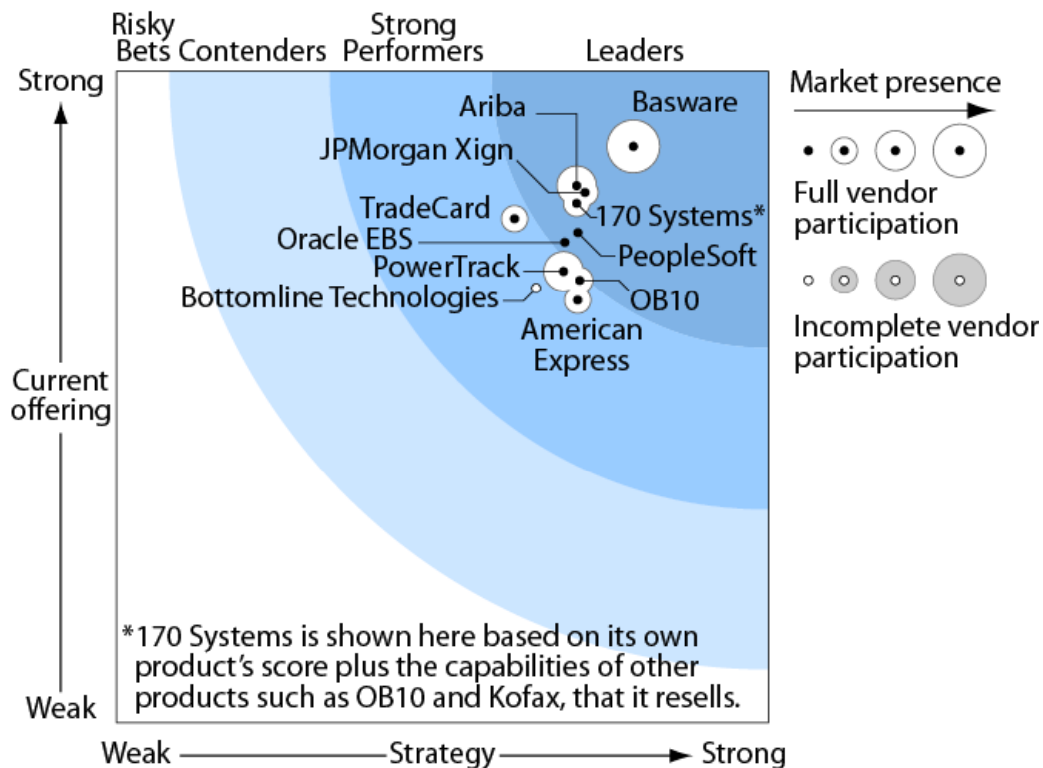 Risky
Bets
Contenders
Strong
Performers
Leaders
Strong
Current
offering
Weak
Ariba
Basware
JPMorgan Xign
TradeCard
170 Systems*
Oracle EBS
PeopleSoft
PowerTrack
Bottomline Technologies
OB10
American
Express
*170 Systems is shown here based on its own
product’s score plus the capabilities of other
products such as OB10 and Kofax, that it resells.
Weak
Strategy
Strong
Market presence
Full vendor
participation
Incomplete vendor
participation